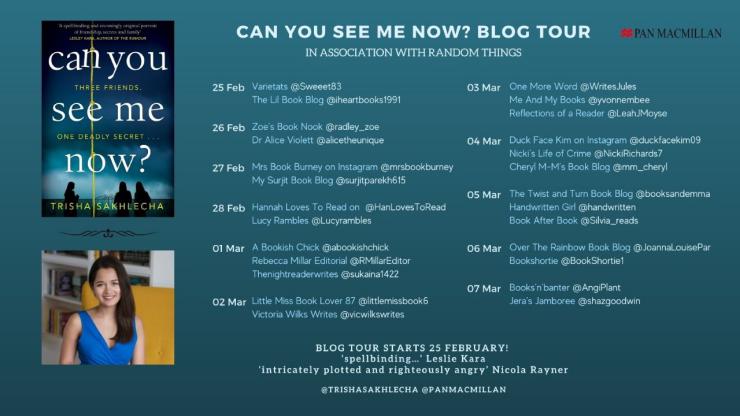 'A spellbinding and excruciatingly original portrait
of friendship, secrets and family'
LESLEY KARA, AUTHOR OF THE RUMOUR
can you
THREE FRIENDS.
see me
ONE DEADLY SECRET . . .
now?
TRISHA SAKHLECHA
CAN YOU SEE ME NOW? BLOG TOUR
IN ASSOCIATION WITH RANDOM THINGS
PAN MACMILLAN
25 Feb Varietats @Sweeet83
The Lil Book Blog @iheartbooks1991
26 Feb Zoe's Book Nook @radley_zoe
Dr Alice Violett @alicetheunique
27 Feb Mrs Book Burney on Instagram @mrsbookburney
My Surjit Book Blog @surjitparekh615
28 Feb Hannah Loves To Read on @HanLovesToRead
Lucy Rambles @Lucyrambles
01 Mar A Bookish Chick @abookishchick
Rebecca Millar Editorial @RMillarEditor
Thenightreaderwrites @sukaina1422
02 Mar Little Miss Book Lover 87 @littlemissbook6
Victoria Wilks Writes @vicwilkswrites
03 Mar One More Word @WritesJules
Me And My Books @yvonnembee
Reflections of a Reader @LeahJMoyse
04 Mar Duck Face Kim on Instagram @duckfacekim09
Nicki's Life of Crime @NickiRichards7
Cheryl M-M's Book Blog @mm_cheryl
05 Mar The Twist and Turn Book Blog @booksandemma
Handwritten Girl @handwritten
Book After Book @Silvia_reads
06 Mar Over The Rainbow Book Blog @JoannaLouisePar
Bookshortie @BookShortie1
07 Mar Books'n'banter @AngiPlant
Jera's Jamboree @shazgoodwin
BLOG TOUR STARTS 25 FEBRUARY!
'spellbinding...' Leslie Kara
'intricately plotted and righteously angry' Nicola Rayner
@TRISHASAKHLECHA @PANMACMILLAN